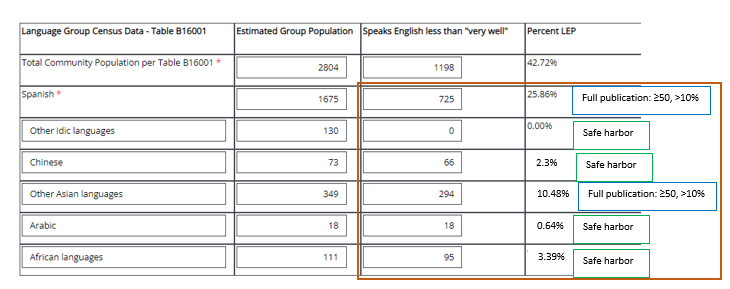 Language Group Census Data - Table B16001 Estimated Group Population Speaks English less than "very well" Percent LEP
Total Community Population per Table B16001 * 2804 1198 42.72%
Spanish * 1675 725 25.86% Full publication: ≥50, >10%
Other Idic languages 130 0 0.00% Safe harbor
Chinese 73 66 2.3% Safe harbor
Other Asian languages 349 294 10.48% Full publication: ≥50, >10%
Arabic 18 18 0.64% Safe harbor
African languages 111 95 3.39% Safe harbor